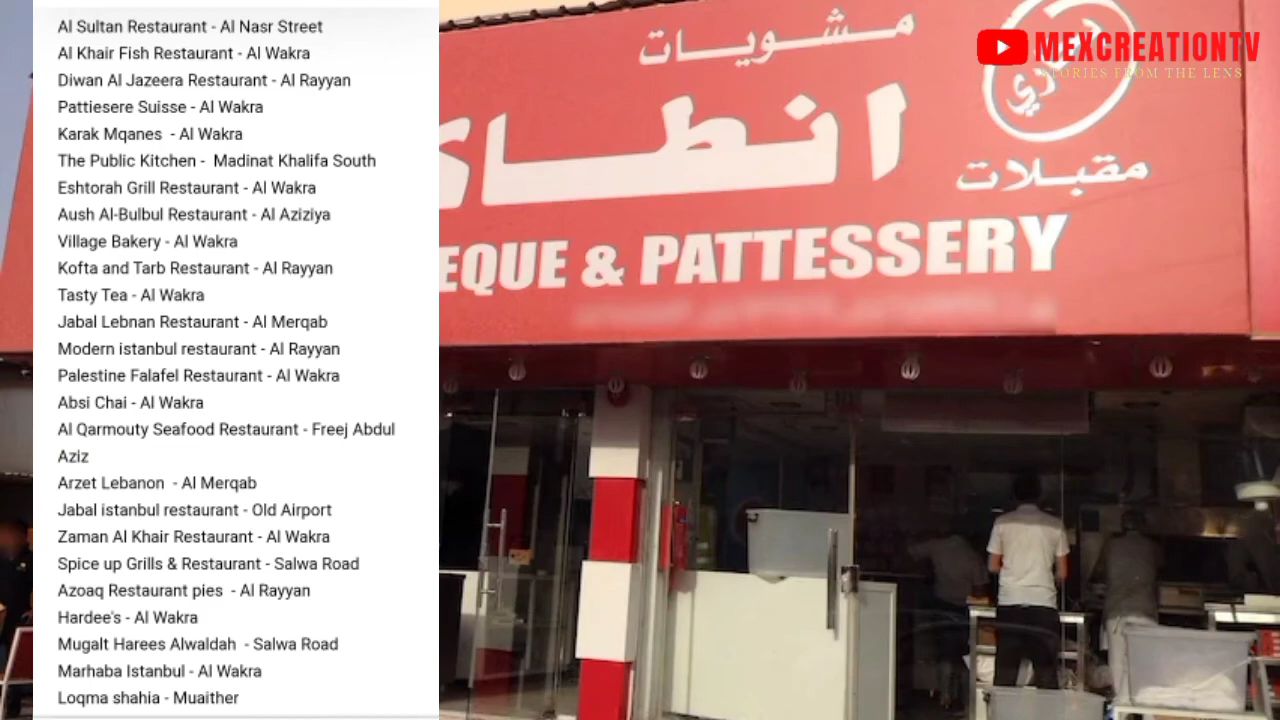 Al Sultan Restaurant - Al Nasr Street
Al Khair Fish Restaurant - Al Wakra
Diwan Al Jazeera Restaurant - Al Rayyan
Pattiesere Suisse - Al Wakra
Karak Mqanes - Al Wakra
The Public Kitchen - Madinat Khalifa South
Eshtorah Grill Restaurant - Al Wakra
Aush Al-Bulbul Restaurant - Al Aziziya
Village Bakery - Al Wakra
Kofta and Tarb Restaurant - Al Rayyan
Tasty Tea - Al Wakra
Jabal Lebnan Restaurant - Al Merqab
Modern istanbul restaurant - Al Rayyan
Palestine Falafel Restaurant - Al Wakra
Absi Chai - Al Wakra
Al Qarmouty Seafood Restaurant - Freej Abdul
Aziz
Arzet Lebanon - Al Merqab
Jabal istanbul restaurant - Old Airport
Zaman Al Khair Restaurant - Al Wakra
Spice up Grills & Restaurant - Salwa Road
Azoaq Restaurant pies - Al Rayyan
Hardee's - Al Wakra
Mugalt Harees Alwaldah - Salwa Road
Marhaba Istanbul - Al Wakra
Loqma shahia - Muaither
MEXCREATIONTV
STORIES FROM THE LENS
مشويات
مقبلات
EQUE & PATTESSERY